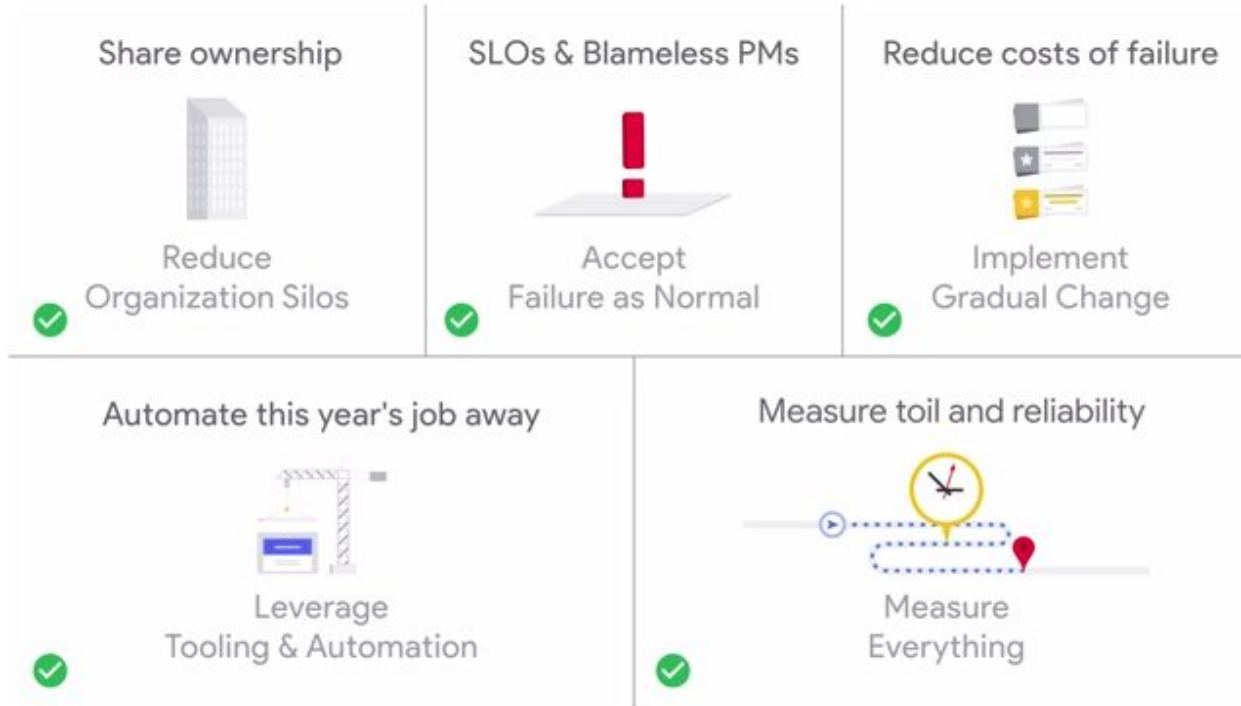 Share ownership
Reduce
Organization Silos
SLOs & Blameless PMs
Accept
Failure as Normal
Reduce costs of failure
Implement
Gradual Change
Automate this year's job away
Leverage
Tooling & Automation
Measure toil and reliability
Measure
Everything